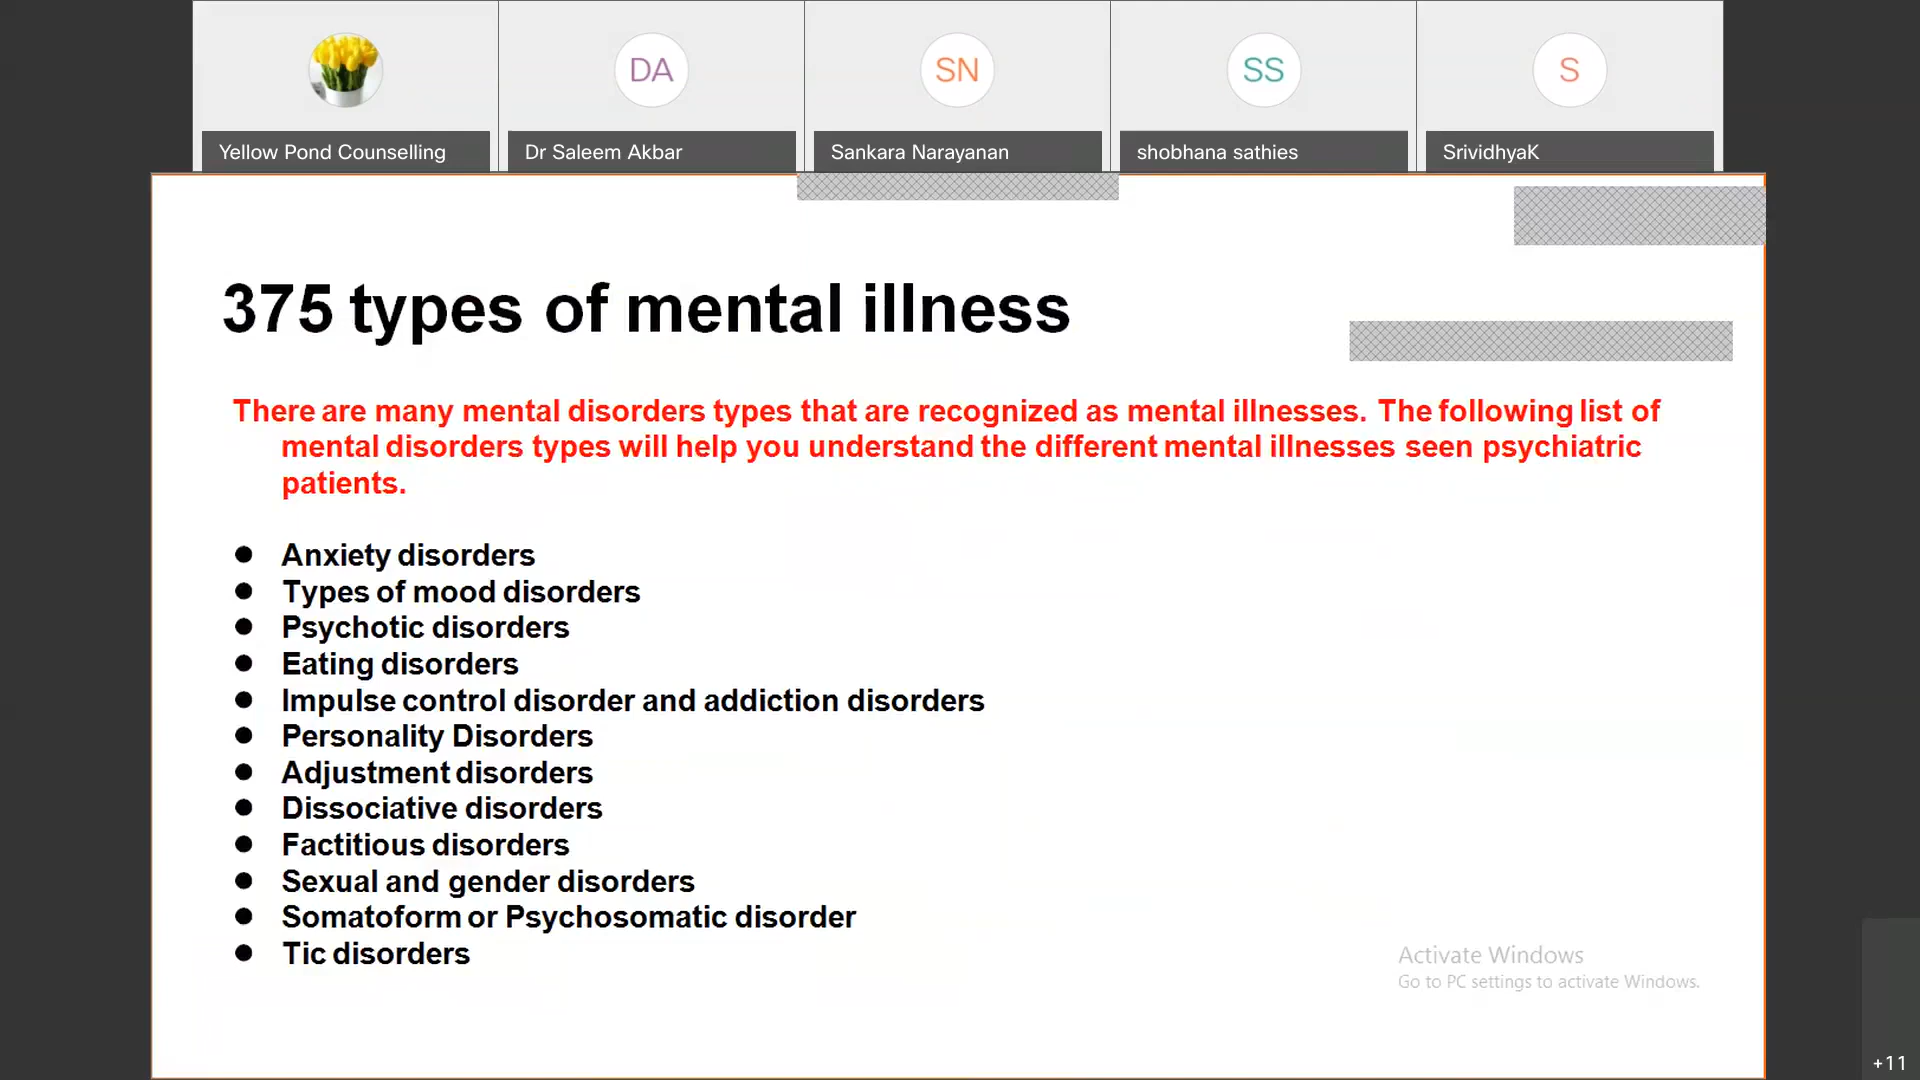 DA
SN
SS
S
Yellow Pond Counselling
Dr Saleem Akbar
Sankara Narayanan
shobhana sathies
SrividhyaK
375 types of mental illness
There are many mental disorders types that are recognized as mental illnesses. The following list of
mental disorders types will help you understand the different mental illnesses seen psychiatric
patients.
● Anxiety disorders
● Types of mood disorders
● Psychotic disorders
● Eating disorders
● Impulse control disorder and addiction disorders
● Personality Disorders
● Adjustment disorders
● Dissociative disorders
● Factitious disorders
● Sexual and gender disorders
● Somatoform or Psychosomatic disorder
● Tic disorders
Activate Windows
Go to PC settings to activate Windows.
+11